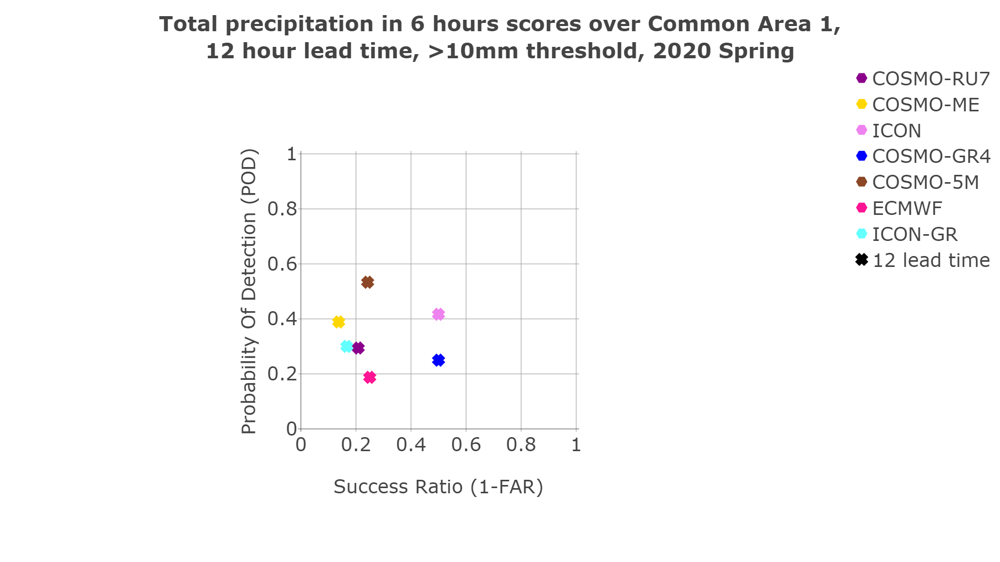 Total precipitation in 6 hours scores over Common Area 1,
12 hour lead time, >10mm threshold, 2020 Spring
COSMO-RU7
COSMO-ME
ICON
COSMO-GR4
COSMO-5M
ECMWF
ICON-GR
12 lead time
Probability Of Detection (POD)
1
0.8
0.6
0.4
0.2
0
0 0.2 0.4 0.6 0.8 1
Success Ratio (1-FAR)